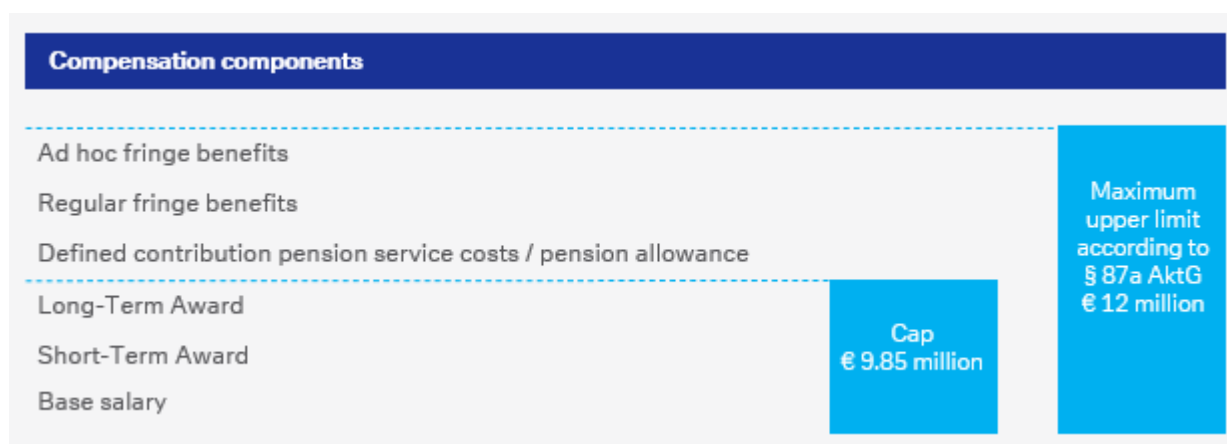 Compensation components
Ad hoc fringe benefits
Regular fringe benefits
Defined contribution pension service costs / pension allowance
Long-Term Award
Short-Term Award
Base salary
Cap
€ 9.85 million
Maximum
upper limit
according to
§ 87a AktG
€ 12 million